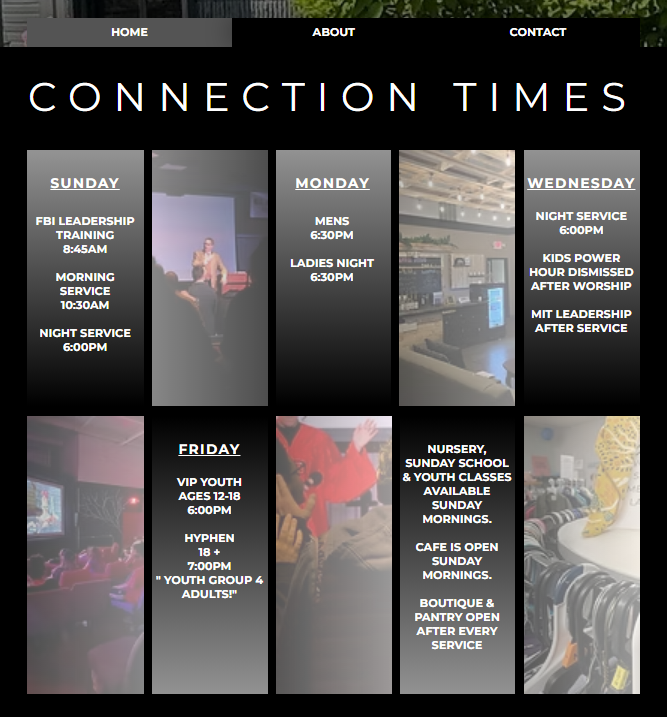 HOME
ABOUT
CONTACT
CONNECTION TIMES
SUNDAY
FBI LEADERSHIP
TRAINING
8:45AM
MORNING
SERVICE
10:30AM
NIGHT SERVICE
6:00PM
MONDAY
MENS
6:30PM
LADIES NIGHT
6:30PM
WEDNESDAY
NIGHT SERVICE
6:00PM
KIDS POWER
HOUR DISMISSED
AFTER WORSHIP
MIT LEADERSHIP
AFTER SERVICE
FRIDAY
VIP YOUTH
AGES 12-18
6:00PM
HYPHEN
18 +
7:00PM
" YOUTH GROUP 4
ADULTS!"
NURSERY,
SUNDAY SCHOOL
& YOUTH CLASSES
AVAILABLE
SUNDAY
MORNINGS.
CAFE IS OPEN
SUNDAY
MORNINGS.
BOUTIQUE &
PANTRY OPEN
AFTER EVERY
SERVICE